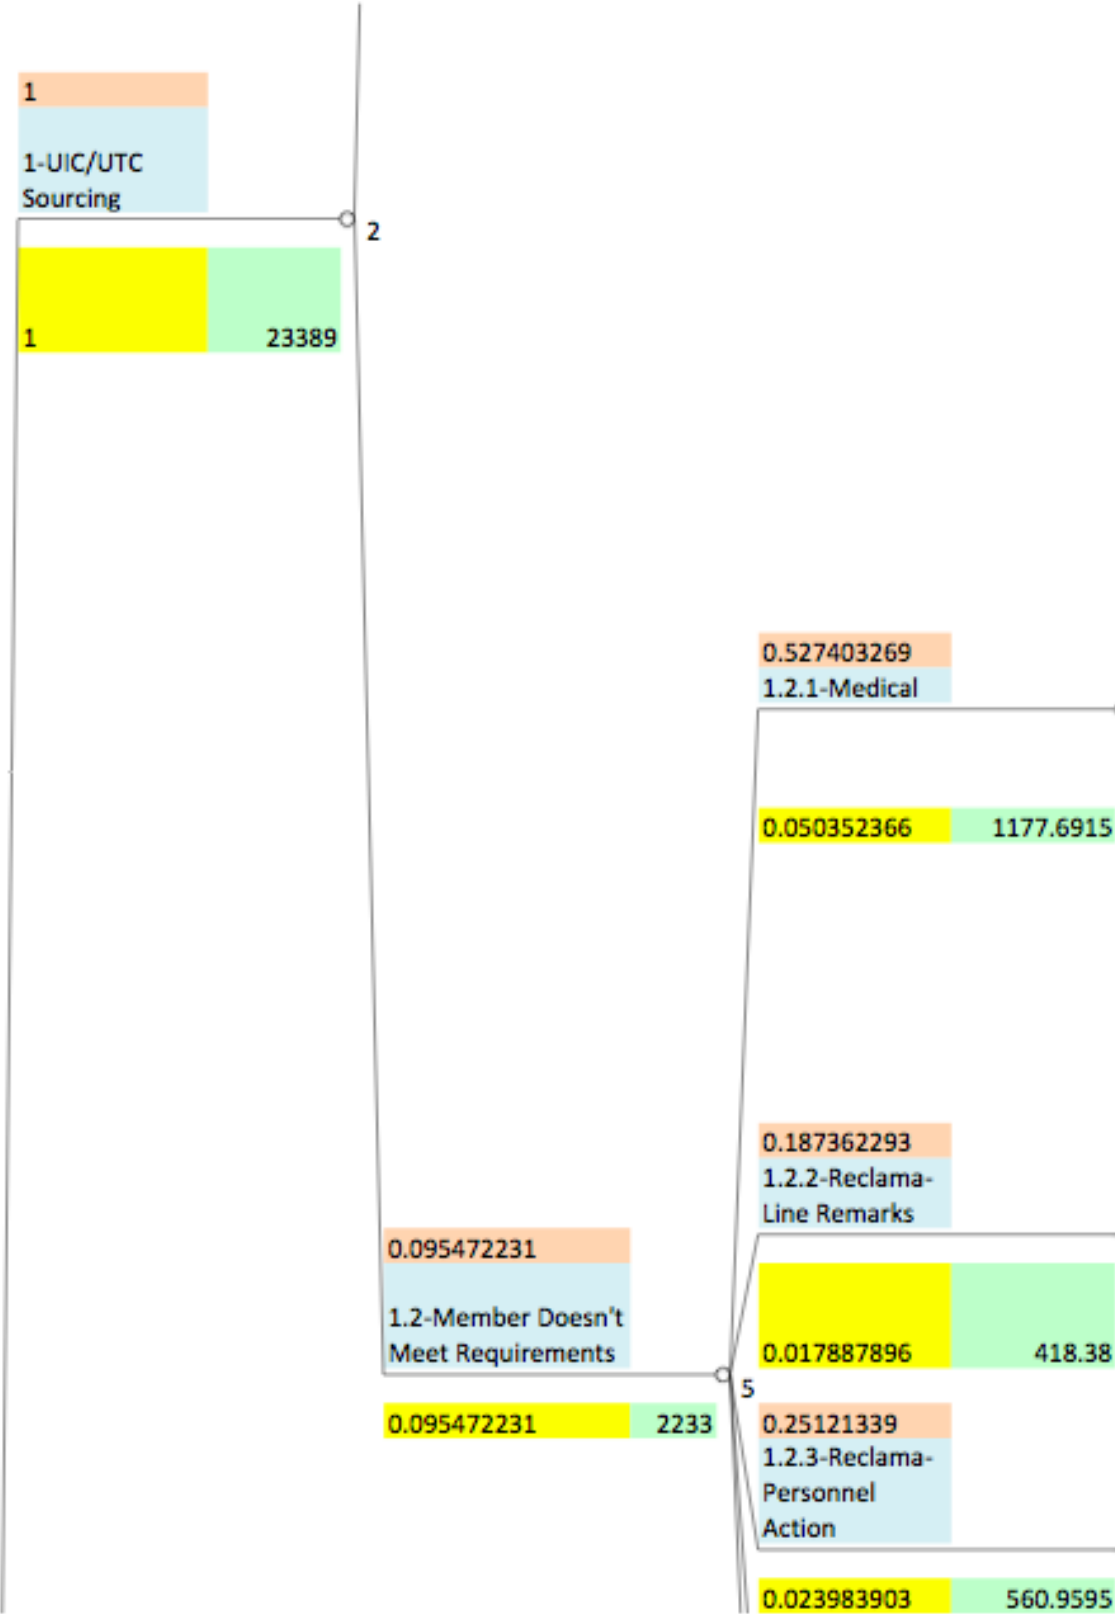 1
1-UIC/UTC
Sourcing
2
1
23389
0.527403269
1.2.1-Medical
0.050352366
1177.6915
0.187362293
1.2.2-Reclama-
Line Remarks
0.017887896
418.38
0.095472231
1.2-Member Doesn't
Meet Requirements
5
0.095472231
2233
0.25121339
1.2.3-Reclama-
Personnel
Action
0.023983903
560.9595